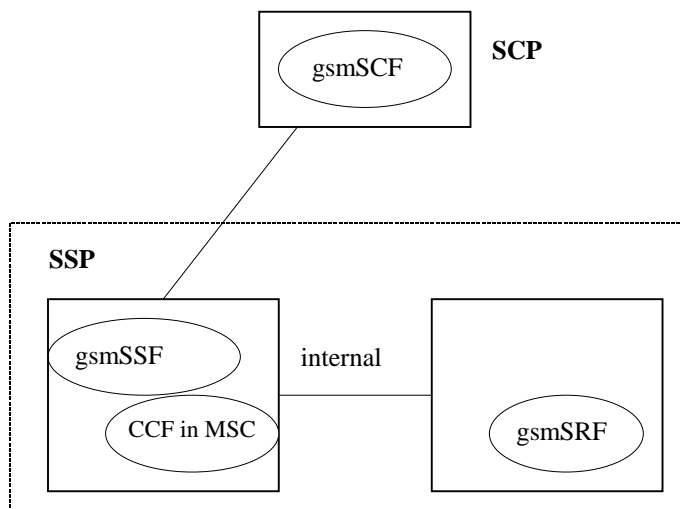 SCP
gsmSCF
SSP
gsmSSF
internal
CCF in MSC
gsmSRF